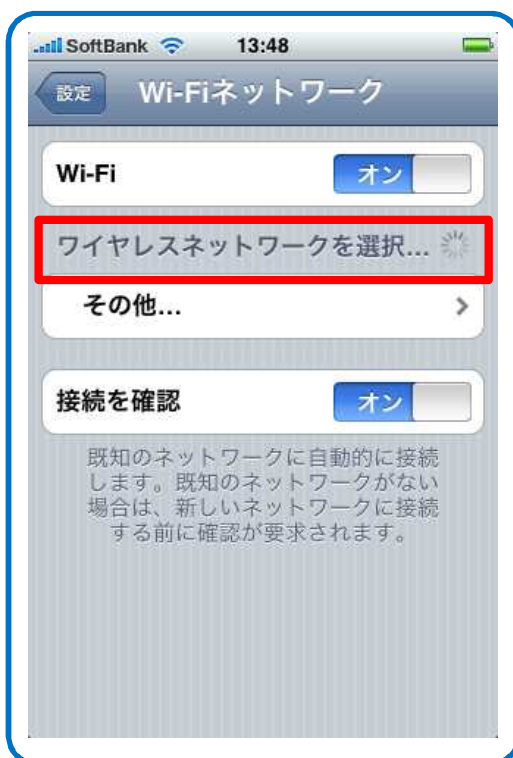 SoftBank 13:48
設定 Wi-Fiネットワーク
Wi-Fi オン
ワイヤレスネットワークを選択...
その他...
接続を確認 オン
既知のネットワークに自動的に接続
します。既知のネットワークがない
場合は、新しいネットワークに接続
する前に確認が要求されます。